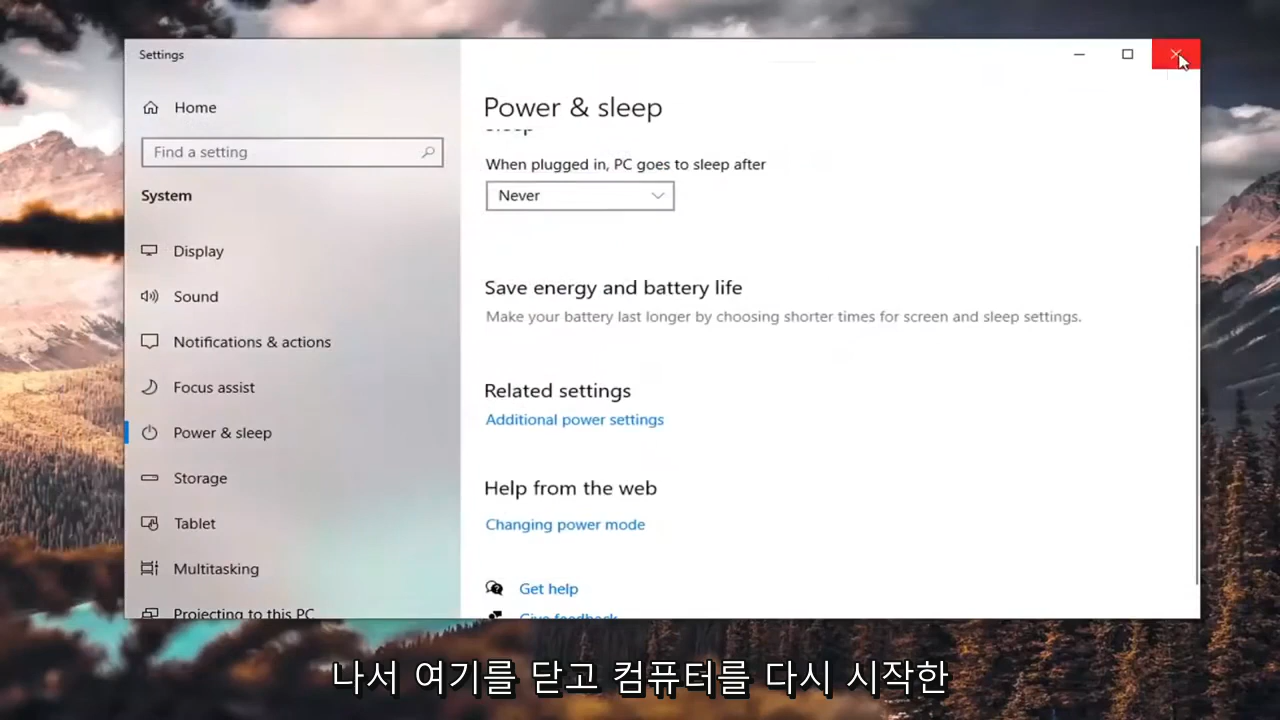 Settings
Home
Find a setting
System
Display
Sound
Notifications & actions
Focus assist
Power & sleep
Storage
Tablet
Multitasking
Projecting to this PC
Power & sleep
Sleep
When plugged in, PC goes to sleep after
Never
Save energy and battery life
Make your battery last longer by choosing shorter times for screen and sleep settings.
Related settings
Additional power settings
Help from the web
Changing power mode
Get help
Give feedback
나서 여기를 닫고 컴퓨터를 다시 시작한